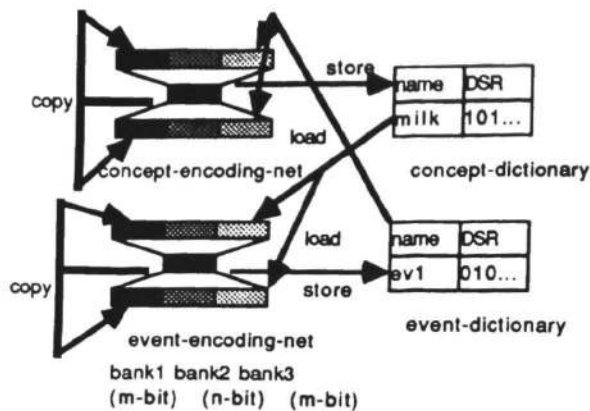 store
name DSR
copy
milk 101...
load
concept-encoding-net
concept-dictionary
load
name DSR
ev1 010...
copy
store
event-dictionary
event-encoding-net
bank1 bank2 bank3
(m-bit) (n-bit) (m-bit)